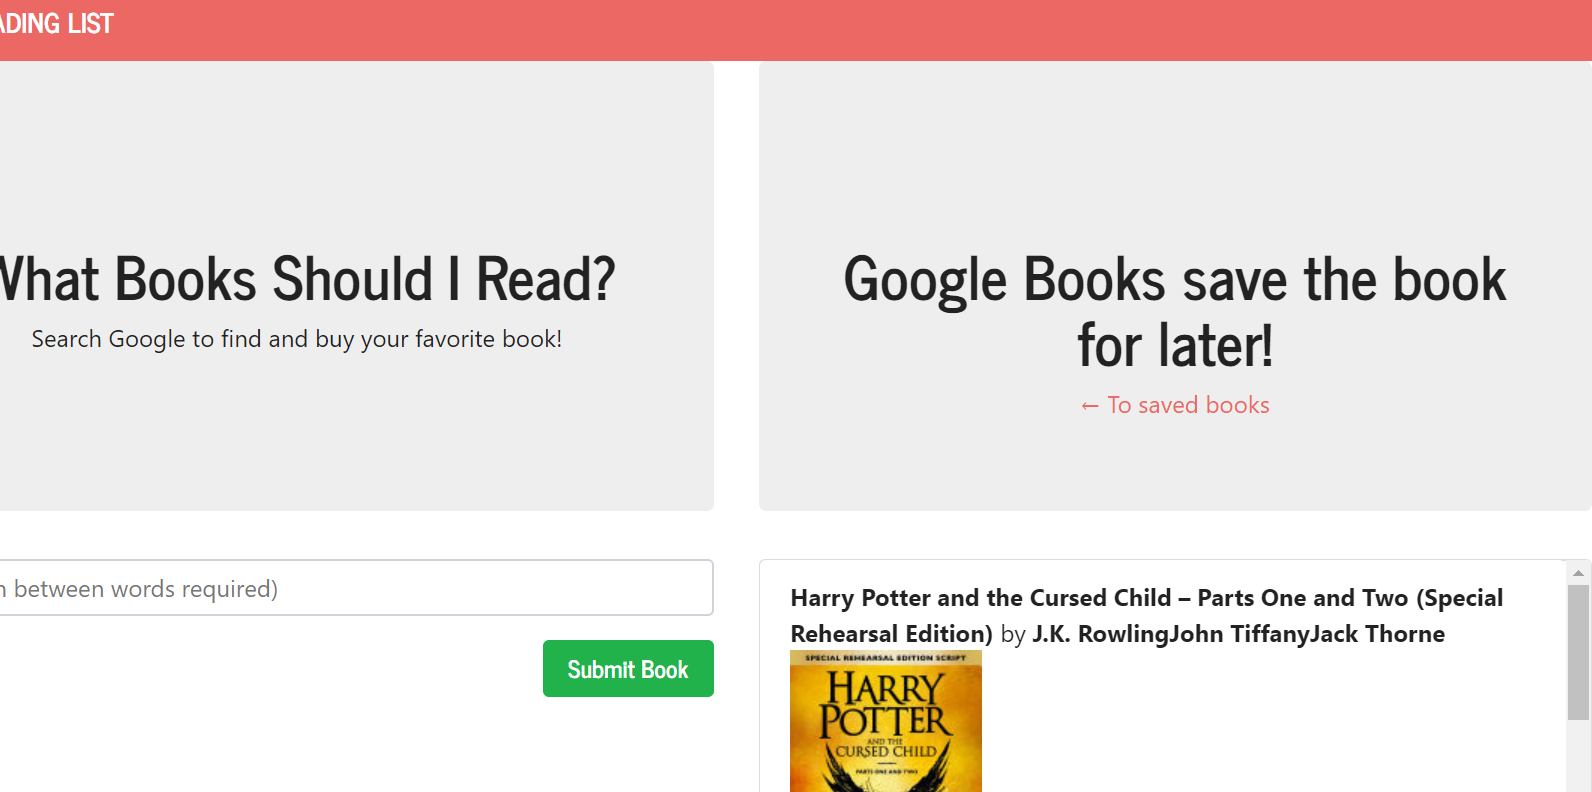 ADING LIST
What Books Should I Read?
Search Google to find and buy your favorite book!
Google Books save the book
for later!
← To saved books
n between words required)
Submit Book
Harry Potter and the Cursed Child – Parts One and Two (Special
Rehearsal Edition) by J.K. RowlingJohn TiffanyJack Thorne
SPECIAL REHEARSAL EDITION SCRIPT
HARRY
POTTER
AND THE
CURSED CHILD
PARTS ONE AND TWO